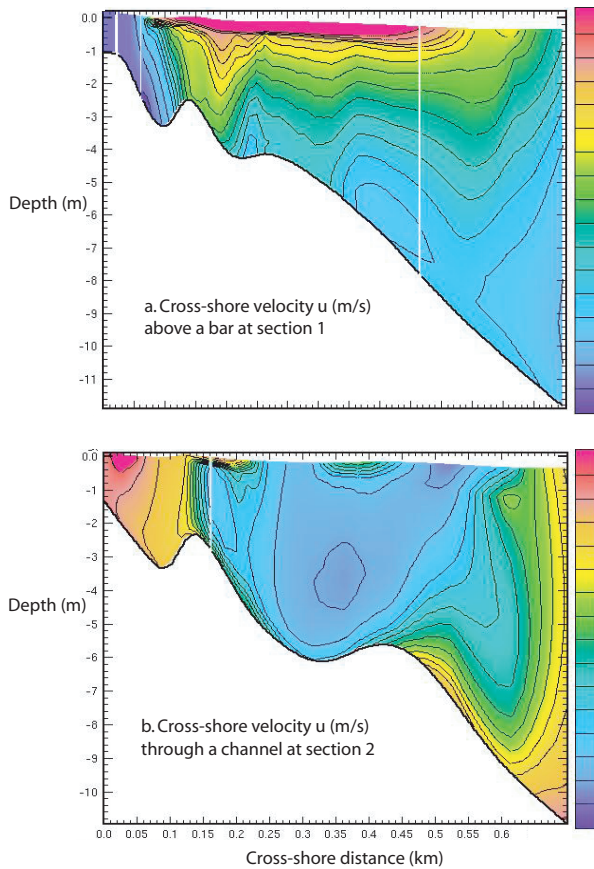 0.0
-1
-2
-3
-4
-5
-6
-7
-8
-9
-10
-11
Depth (m)
a. Cross-shore velocity u (m/s)
above a bar at section 1
0.0
-1
-2
-3
-4
-5
-6
-7
-8
-9
-10
Depth (m)
b. Cross-shore velocity u (m/s)
through a channel at section 2
0.0 0.05 0.1 0.15 0.2 0.25 0.3 0.35 0.4 0.45 0.5 0.55 0.6
Cross-shore distance (km)